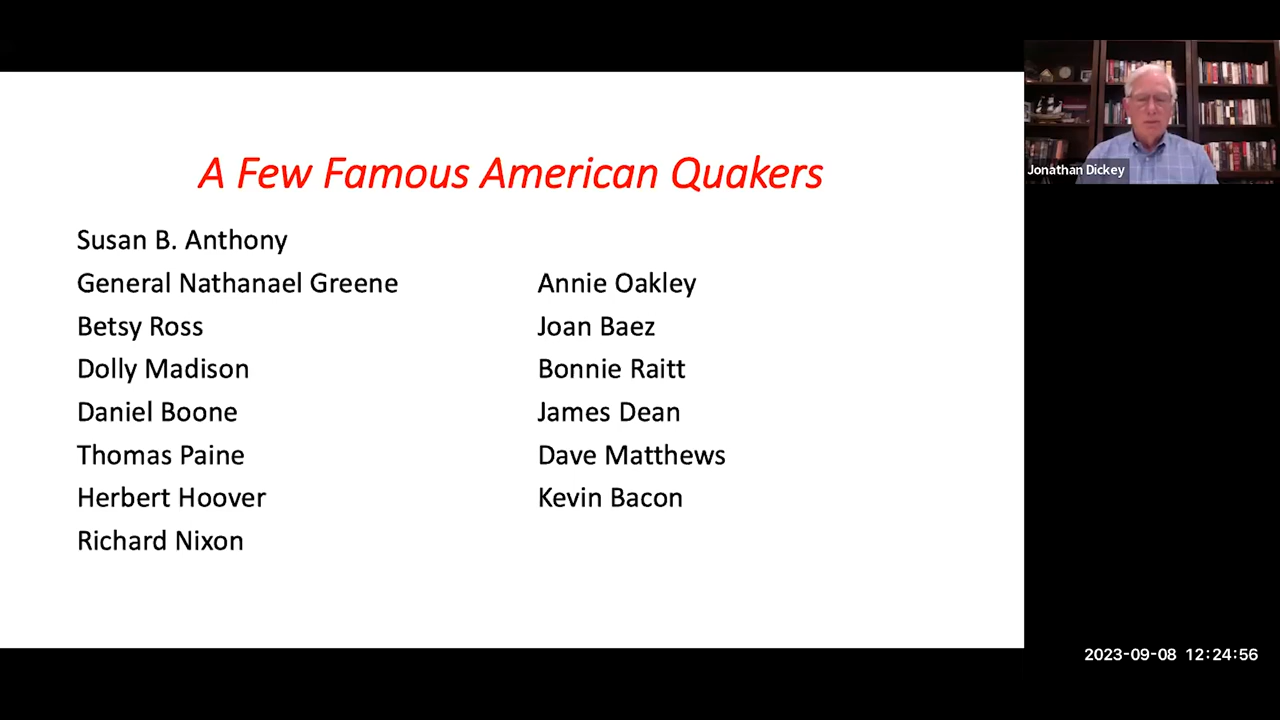 A Few Famous American Quakers
Susan B. Anthony
General Nathanael Greene
Betsy Ross
Dolly Madison
Daniel Boone
Thomas Paine
Herbert Hoover
Richard Nixon
Annie Oakley
Joan Baez
Bonnie Raitt
James Dean
Dave Matthews
Kevin Bacon
Jonathan Dickey
2023-09-08 12:24:56